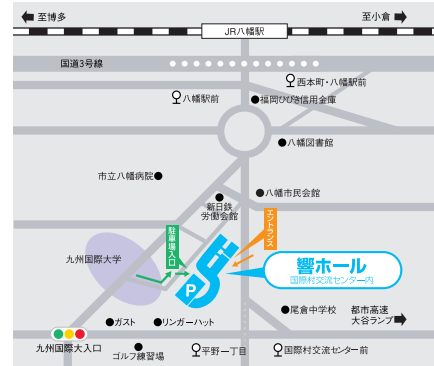 至博多
至小倉
JR八幡駅
国道3号線
西本町・八幡駅前
八幡駅前
福岡ひびき信用金庫
八幡図書館
市立八幡病院
八幡市民会館
新日鉄
労働会館
エントランス
駐車場入口
九州国際大学
響ホール
国際村交流センター内
P
尾倉中学校
都市高速
大谷ランプ
ガスト
リンガーハット
九州国際大入口
ゴルフ練習場
平野一丁目
国際村交流センター前